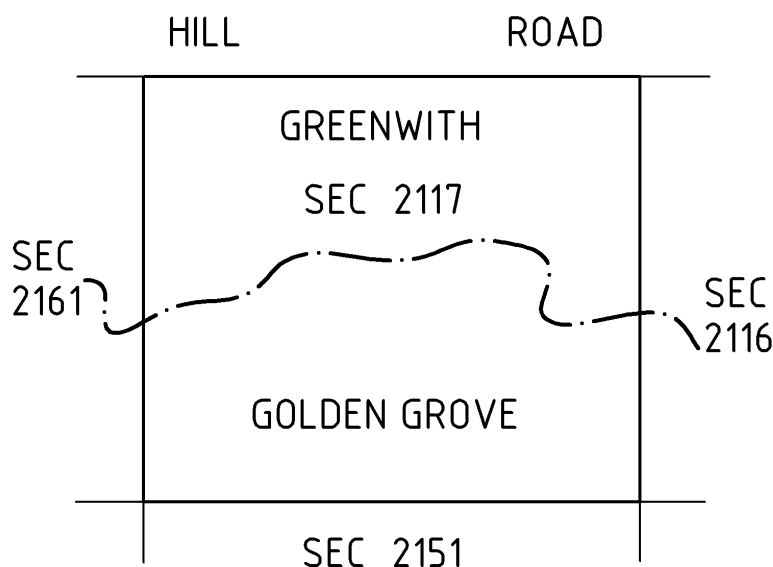 HILL ROAD
GREENWITH
SEC 2117
SEC
2161
SEC
2116
GOLDEN GROVE
SEC 2151